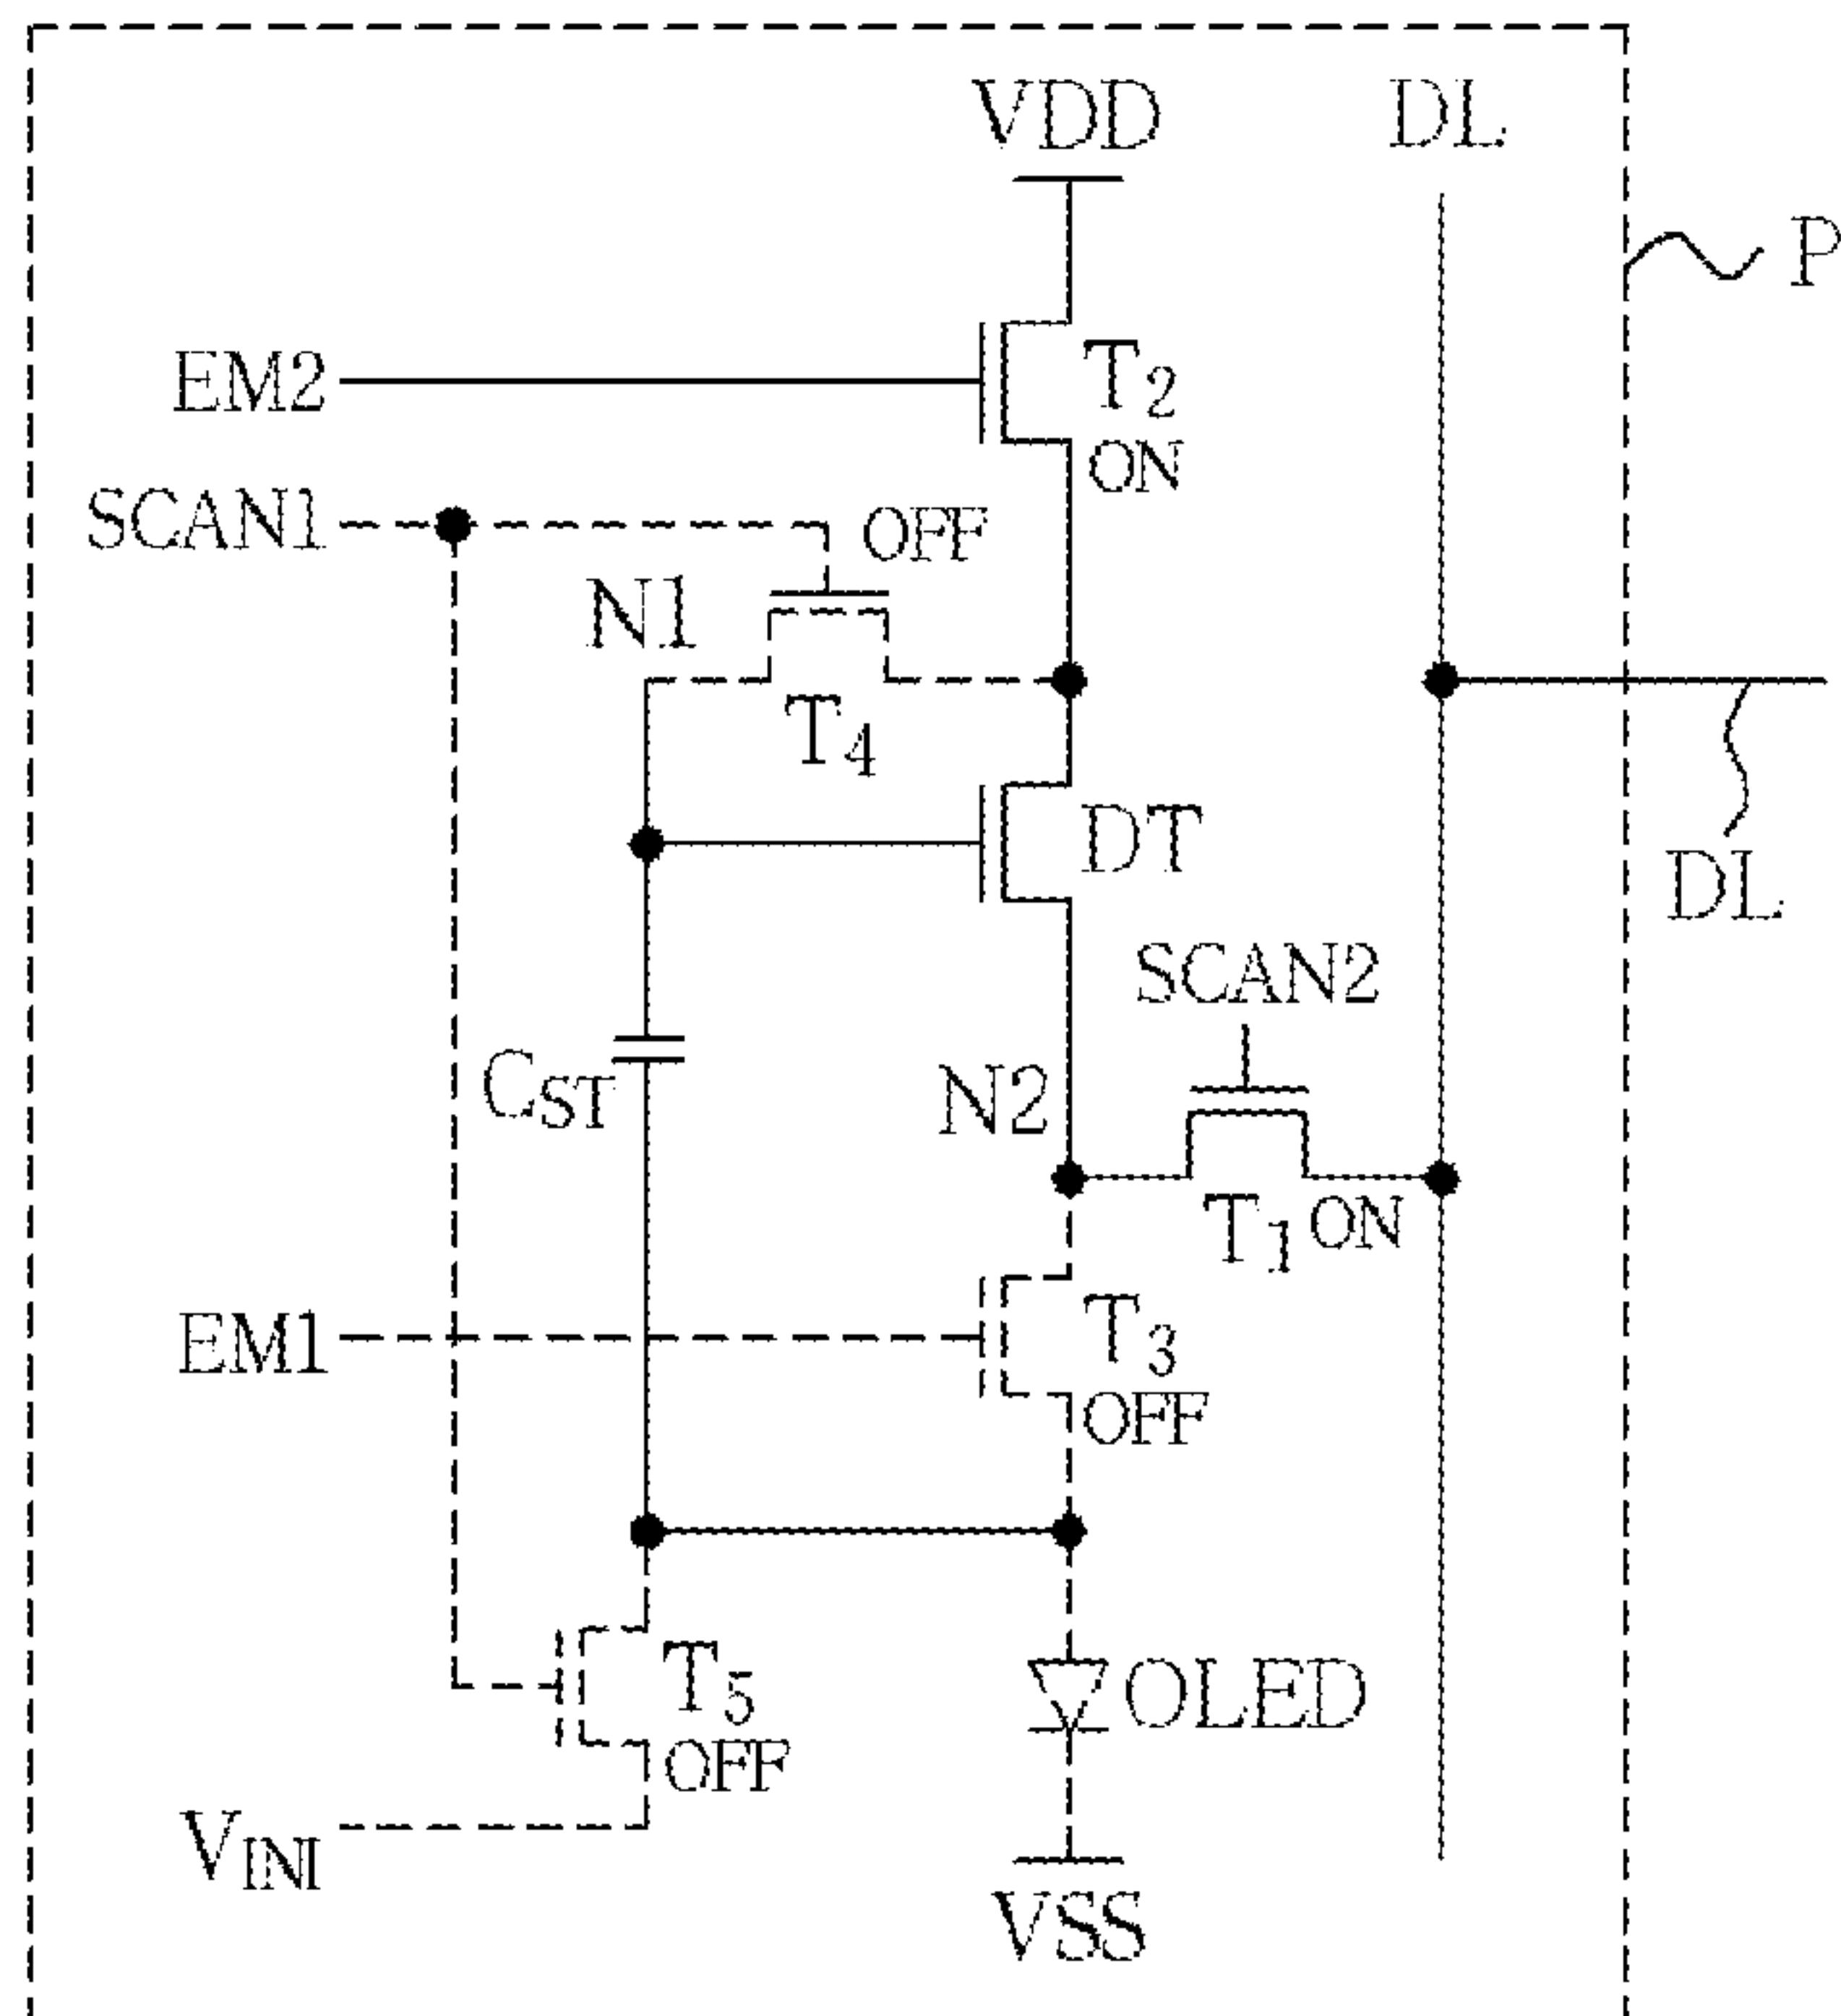 VDD
DL
P
EM2
T2
ON
SCAN1
OFF
N1
T4
DT
DL
SCAN2
CST
N2
T1 ON
EM1
T3
OFF
T5
OFF
OLED
VINI
VSS